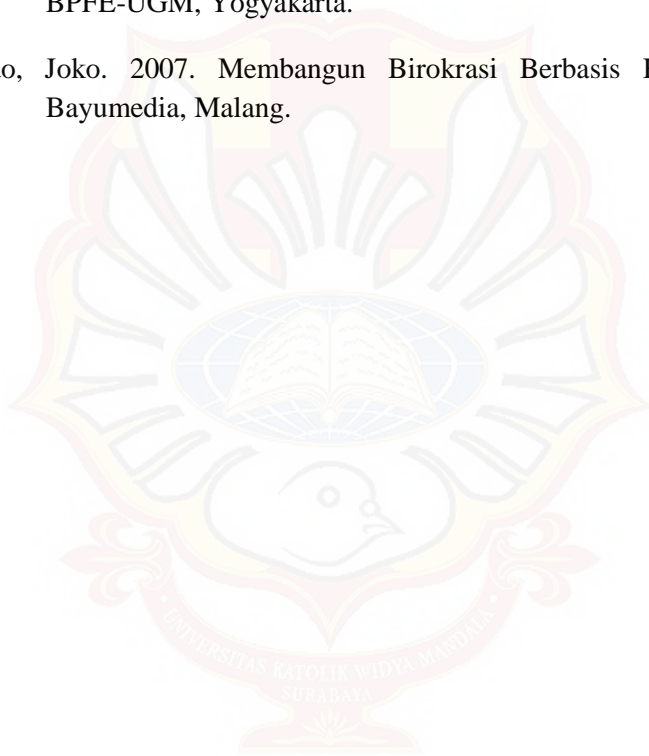 BPFE-UGM, Yogyakarta.
o, Joko. 2007. Membangun Birokrasi Berbasis
Bayumedia, Malang.
UNIVERSITAS KATOLIK WIDYA MANDALA
SURABAYA